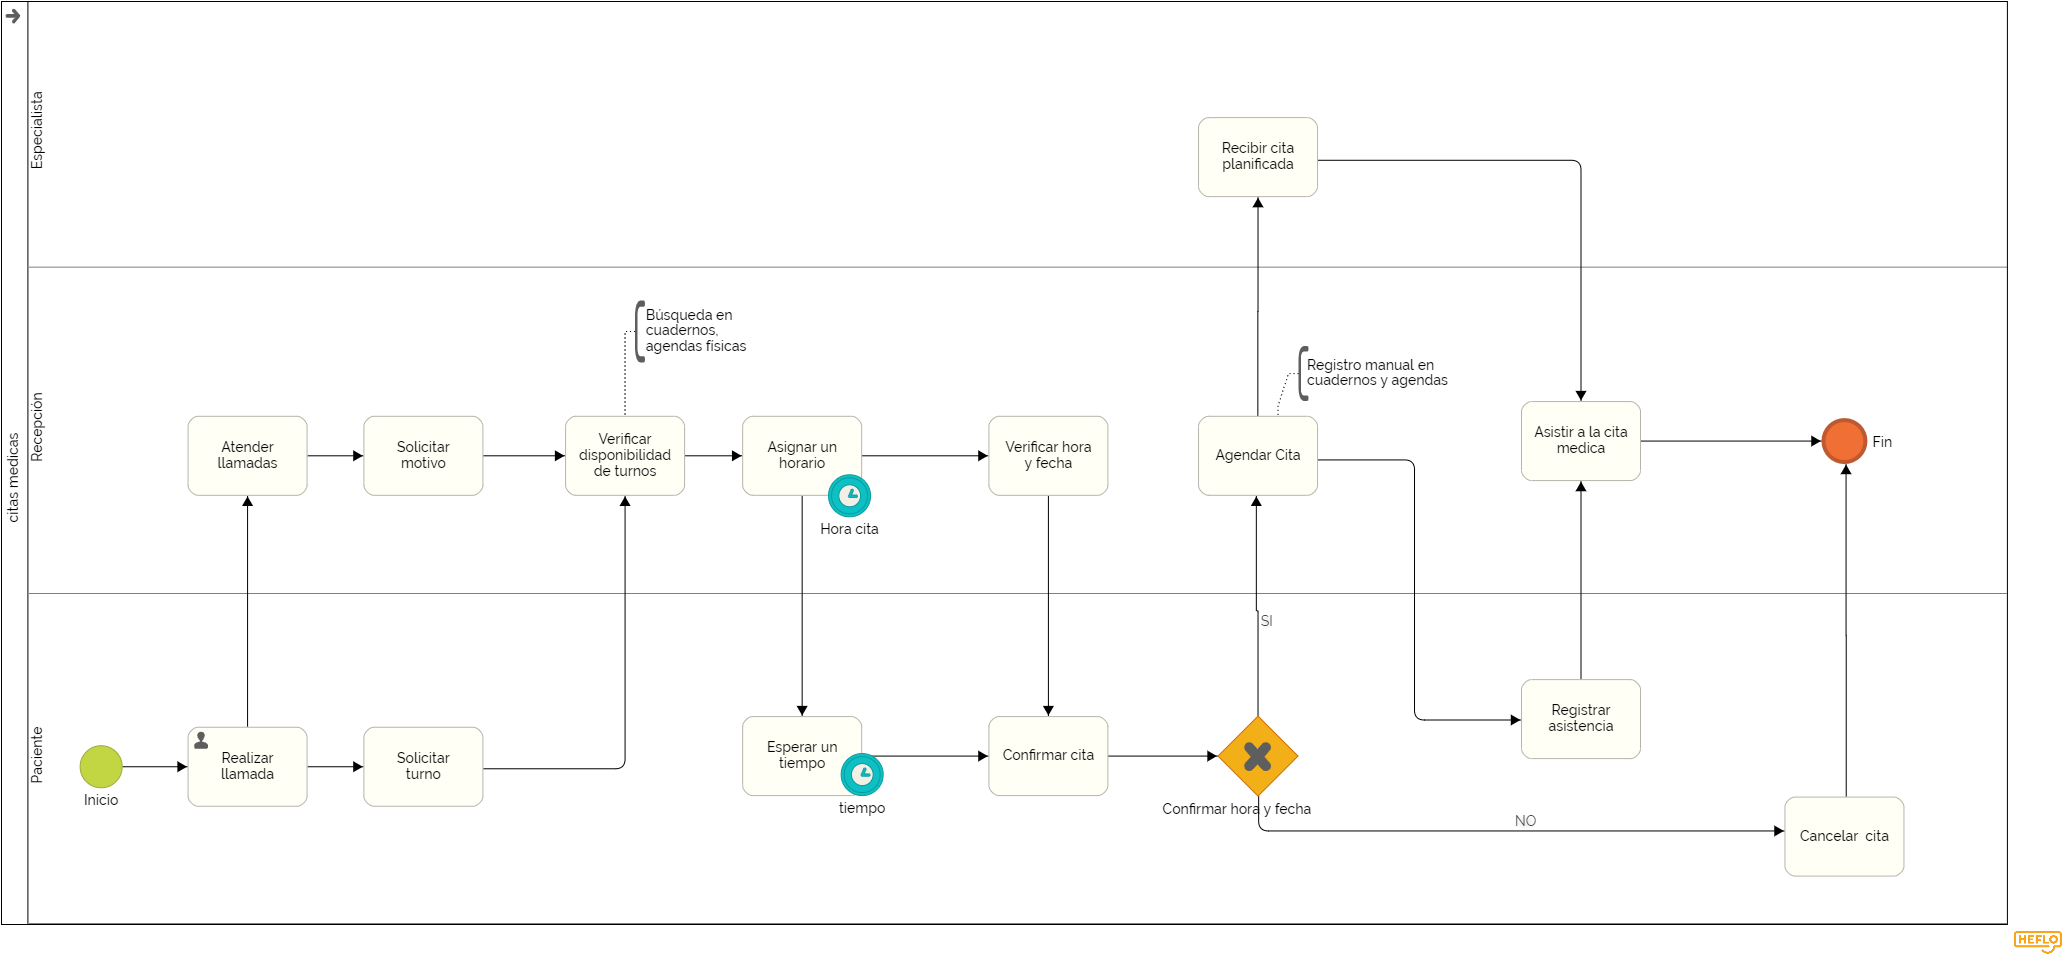 citas medicas
Especialista
Recibir cita
planificada
Recepción
Búsqueda en
cuadernos,
agendas físicas
Registro manual en
cuadernos y agendas
Atender
llamadas
Solicitar
motivo
Verificar
disponibilidad
de turnos
Asignar un
horario
Hora cita
Verificar hora
y fecha
Agendar Cita
Asistir a la cita
medica
Fin
Paciente
Inicio
Realizar
llamada
Solicitar
turno
Esperar un
tiempo
tiempo
Confirmar cita
SI
Confirmar hora y fecha
NO
Registrar
asistencia
Cancelar  cita
HEFLO